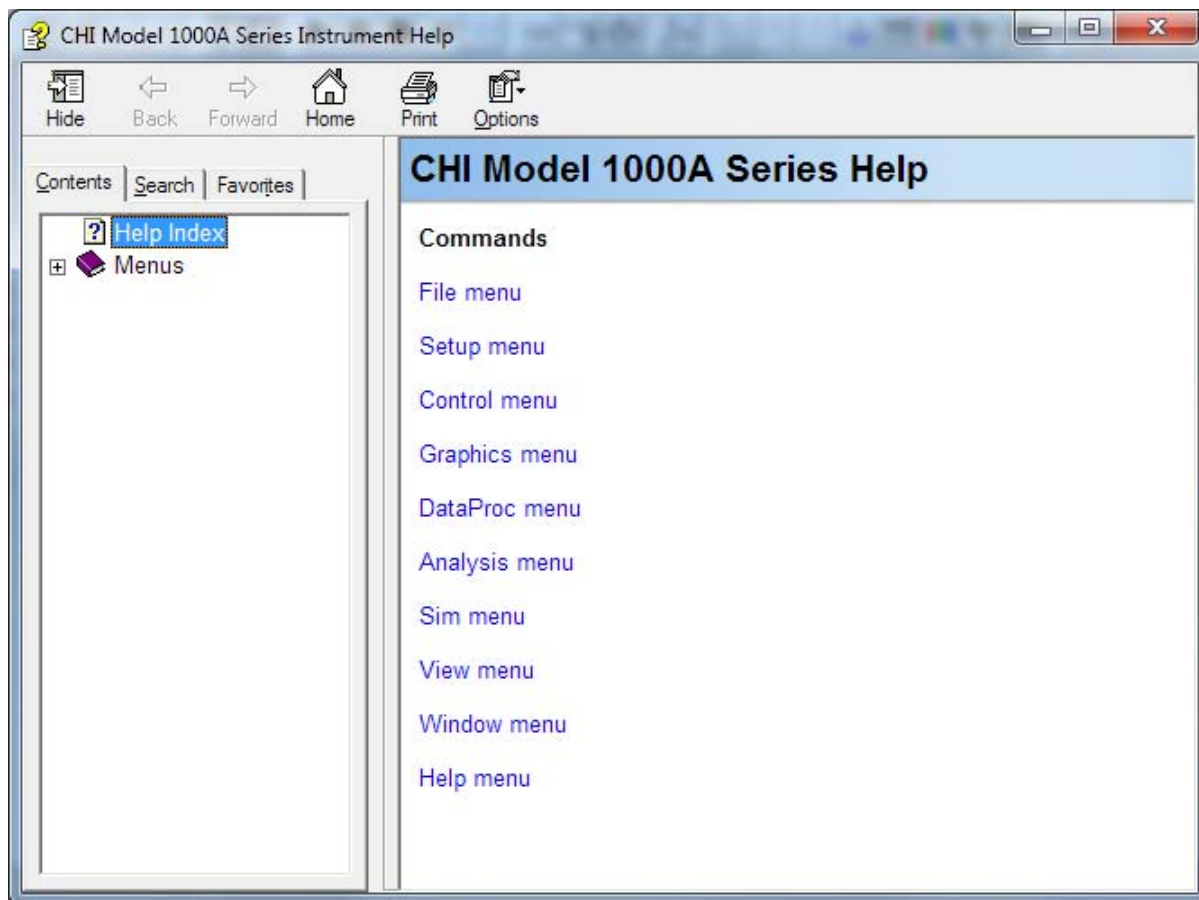 CHI Model 1000A Series Instrument Help
Hide Back Forward Home Print Options
Contents Search Favorites
Help Index
Menus
CHI Model 1000A Series Help
Commands
File menu
Setup menu
Control menu
Graphics menu
DataProc menu
Analysis menu
Sim menu
View menu
Window menu
Help menu